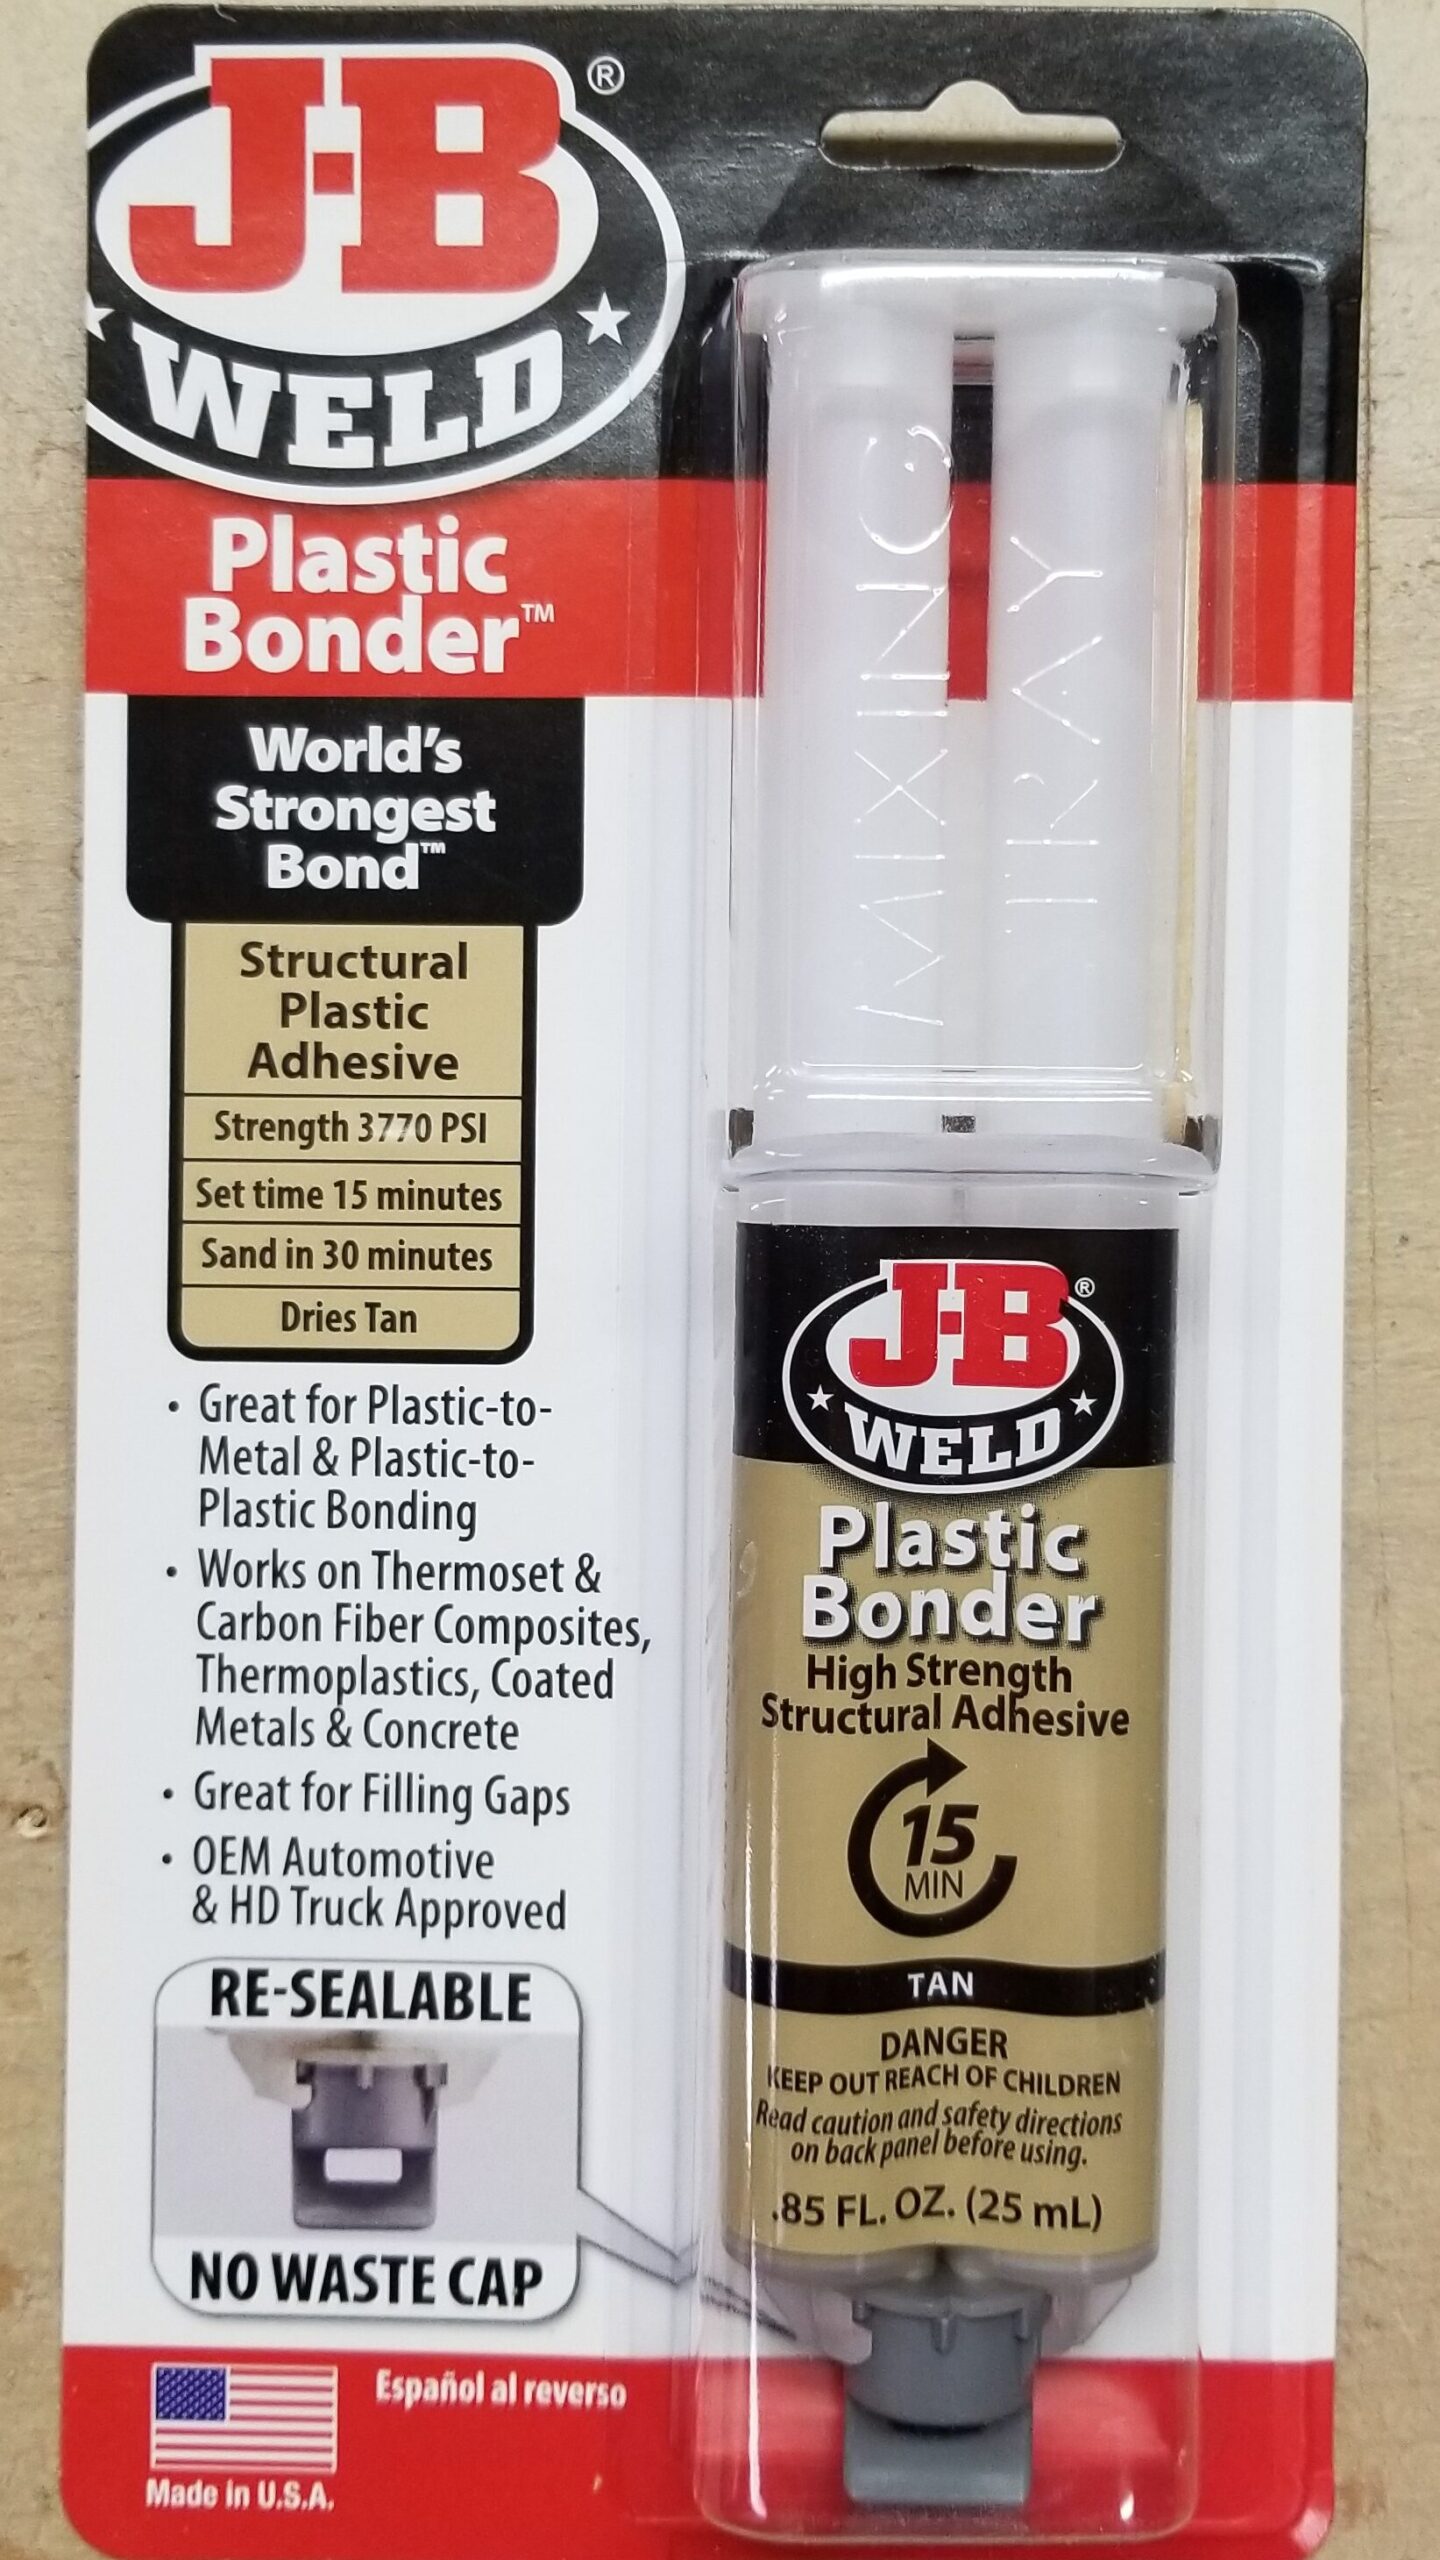 J-B®
WELD
Plastic
Bonder™
World's
Strongest
Bond™
Structural
Plastic
Adhesive
Strength 3770 PSI
Set time 15 minutes
Sand in 30 minutes
Dries Tan
• Great for Plastic-to-
Metal & Plastic-to-
Plastic Bonding
• Works on Thermoset &
Carbon Fiber Composites,
Thermoplastics, Coated
Metals & Concrete
• Great for Filling Gaps
• OEM Automotive
& HD Truck Approved
RE-SEALABLE
NO WASTE CAP
Made in U.S.A.
Español al reverso
MIXING
TRAY
J-B®
WELD
Plastic
Bonder
High Strength
Structural Adhesive
15
MIN
TAN
DANGER
KEEP OUT REACH OF CHILDREN
Read caution and safety directions
on back panel before using.
.85 FL. OZ. (25 mL)